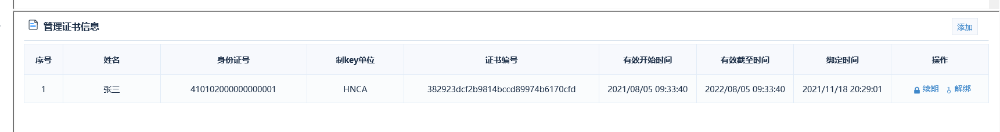 管理证书信息 添加
序号 姓名 身份证号 制key单位 证书编号 有效开始时间 有效截至时间 绑定时间 操作
1 张三 410102000000000001 HNCA 382923dcf2b9814bccd89974b6170cfd 2021/08/05 09:33:40 2022/08/05 09:33:40 2021/11/18 20:29:01 续期 解绑